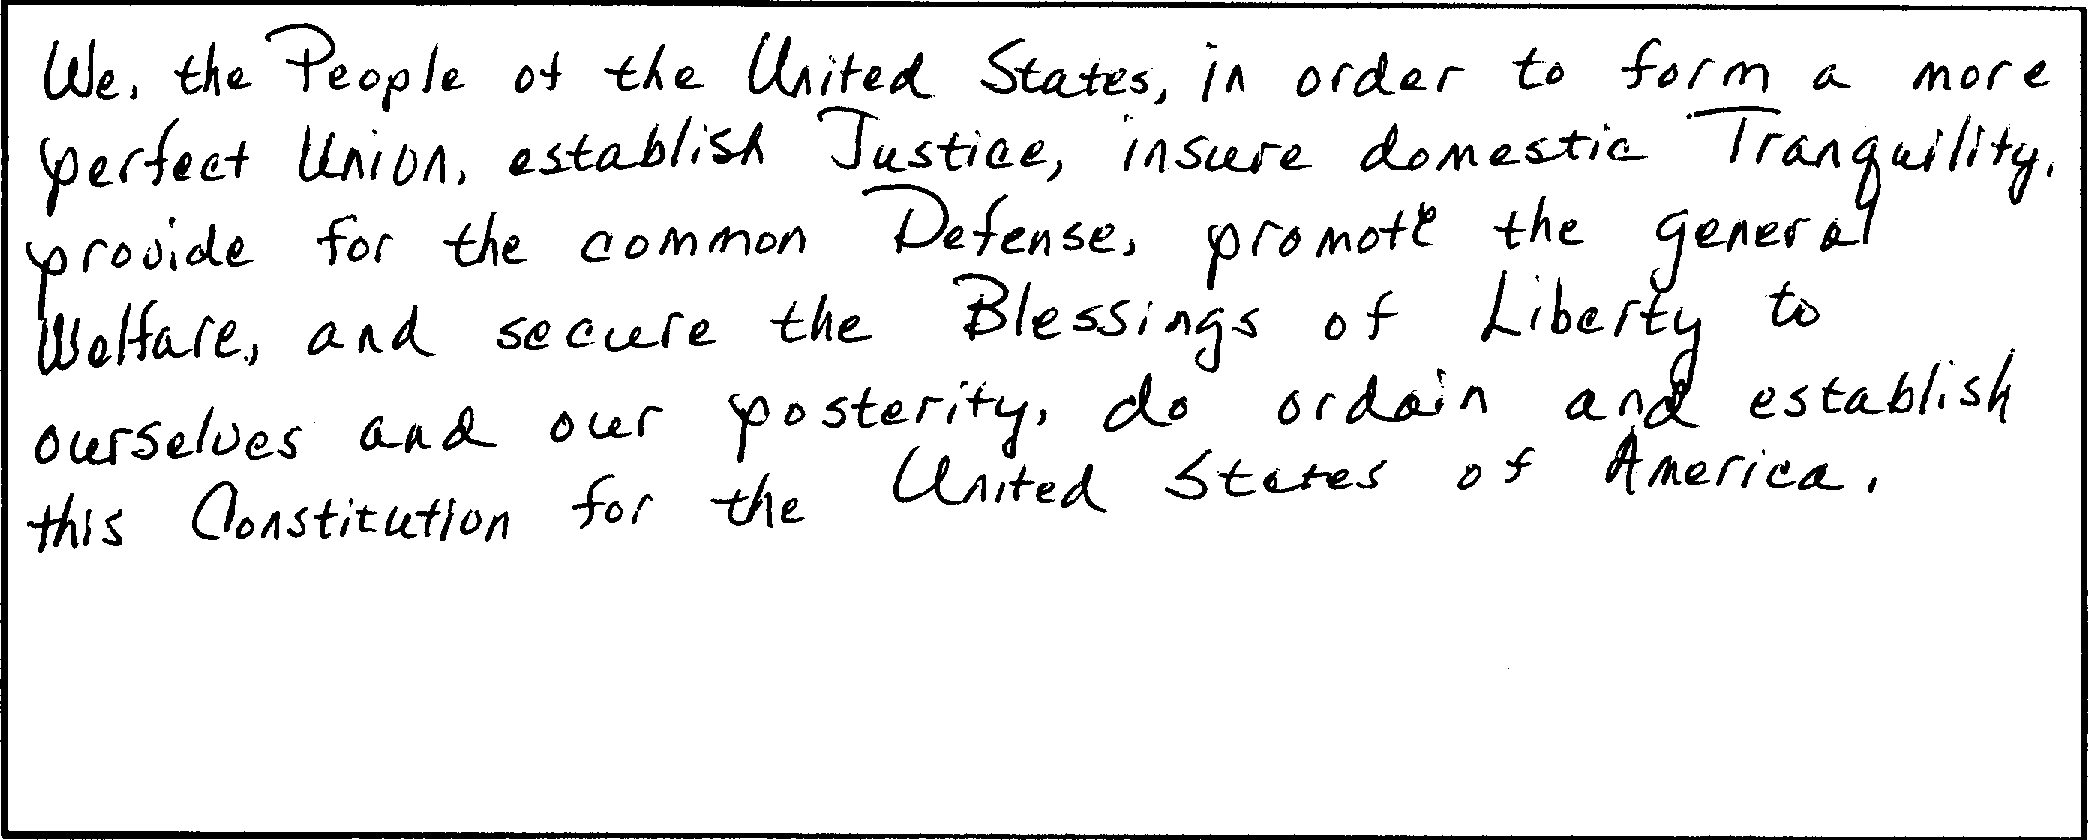 We, the People of the United States, in order to form a more
perfect Union, establish Justice, insure domestic Tranquility,
provide for the common Defense, promote the general
Welfare, and secure the Blessings of Liberty to
ourselves and our posterity, do ordain and establish
this Constitution for the United States of America.